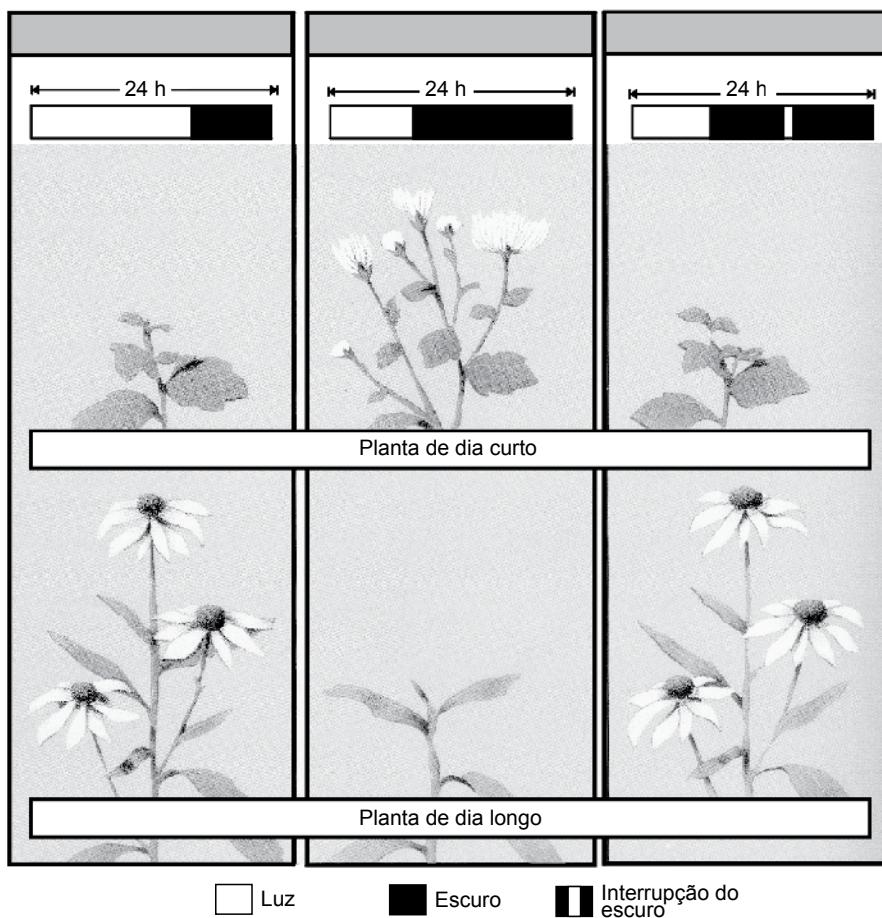 24 h
24 h
24 h
Planta de dia curto
Planta de dia longo
Luz
Escuro
Interrupção do
escuro